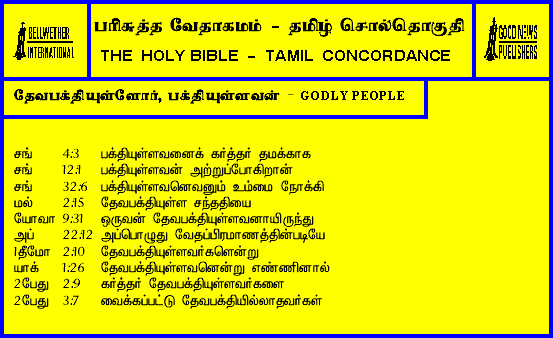 BELLWETHER
INTERNATIONAL
பரிசுத்த வேதாகமம் – தமிழ் சொல்தொகுதி
THE HOLY BIBLE – TAMIL CONCORDANCE
GOOD NEWS
PUBLISHERS
தேவபக்தியுள்ளோர், பக்தியுள்ளவன் – GODLY PEOPLE
சங் 4:3 பக்தியுள்ளவனைக் கர்த்தர் தமக்காக
சங் 12:1 பக்தியுள்ளவன் அற்றுப்போகிறான்
சங் 32:6 பக்தியுள்ளவனெவனும் உம்மை நோக்கி
மல் 2:15 தேவபக்தியுள்ள சந்ததியை
யோவா 9:31 ஒருவன் தேவபக்தியுள்ளவனாயிருந்து
அப் 22:12 அப்பொழுது வேதப்பிரமாணத்தின்படியே
1தீமோ 2:10 தேவபக்தியுள்ளவர்களென்று
யாக் 1:26 தேவபக்தியுள்ளவனென்று எண்ணினால்
2பேது 2:9 கர்த்தர் தேவபக்தியுள்ளவர்களை
2பேது 3:7 வைக்கப்பட்டு தேவபக்தியில்லாதவர்கள்